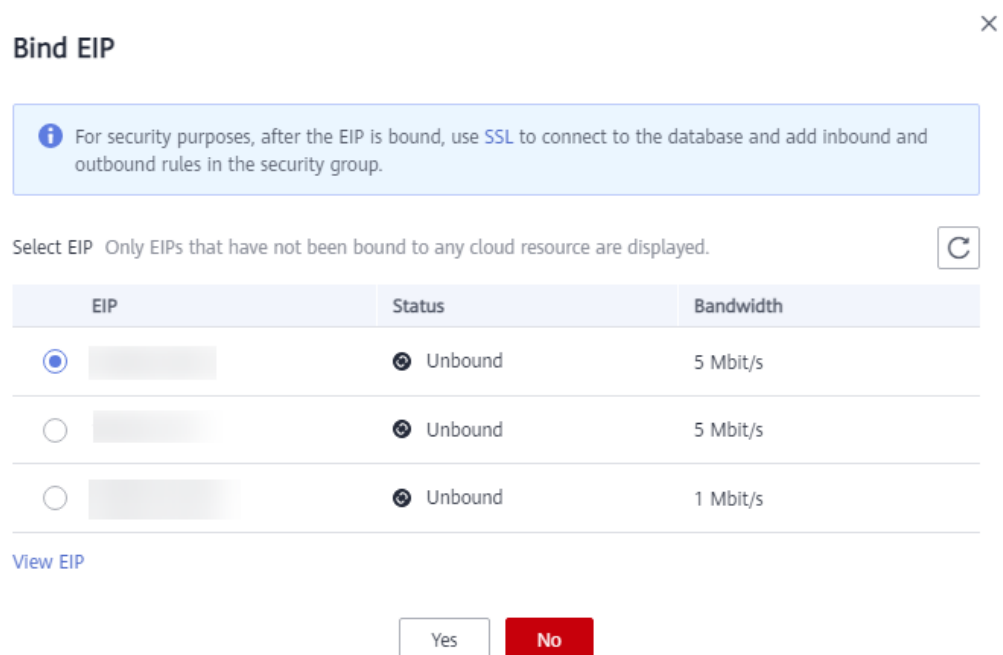 Bind EIP
For security purposes, after the EIP is bound, use SSL to connect to the database and add inbound and
outbound rules in the security group.
Select EIP Only EIPs that have not been bound to any cloud resource are displayed.
EIP Status Bandwidth
Unbound 5 Mbit/s
Unbound 5 Mbit/s
Unbound 1 Mbit/s
View EIP
Yes No